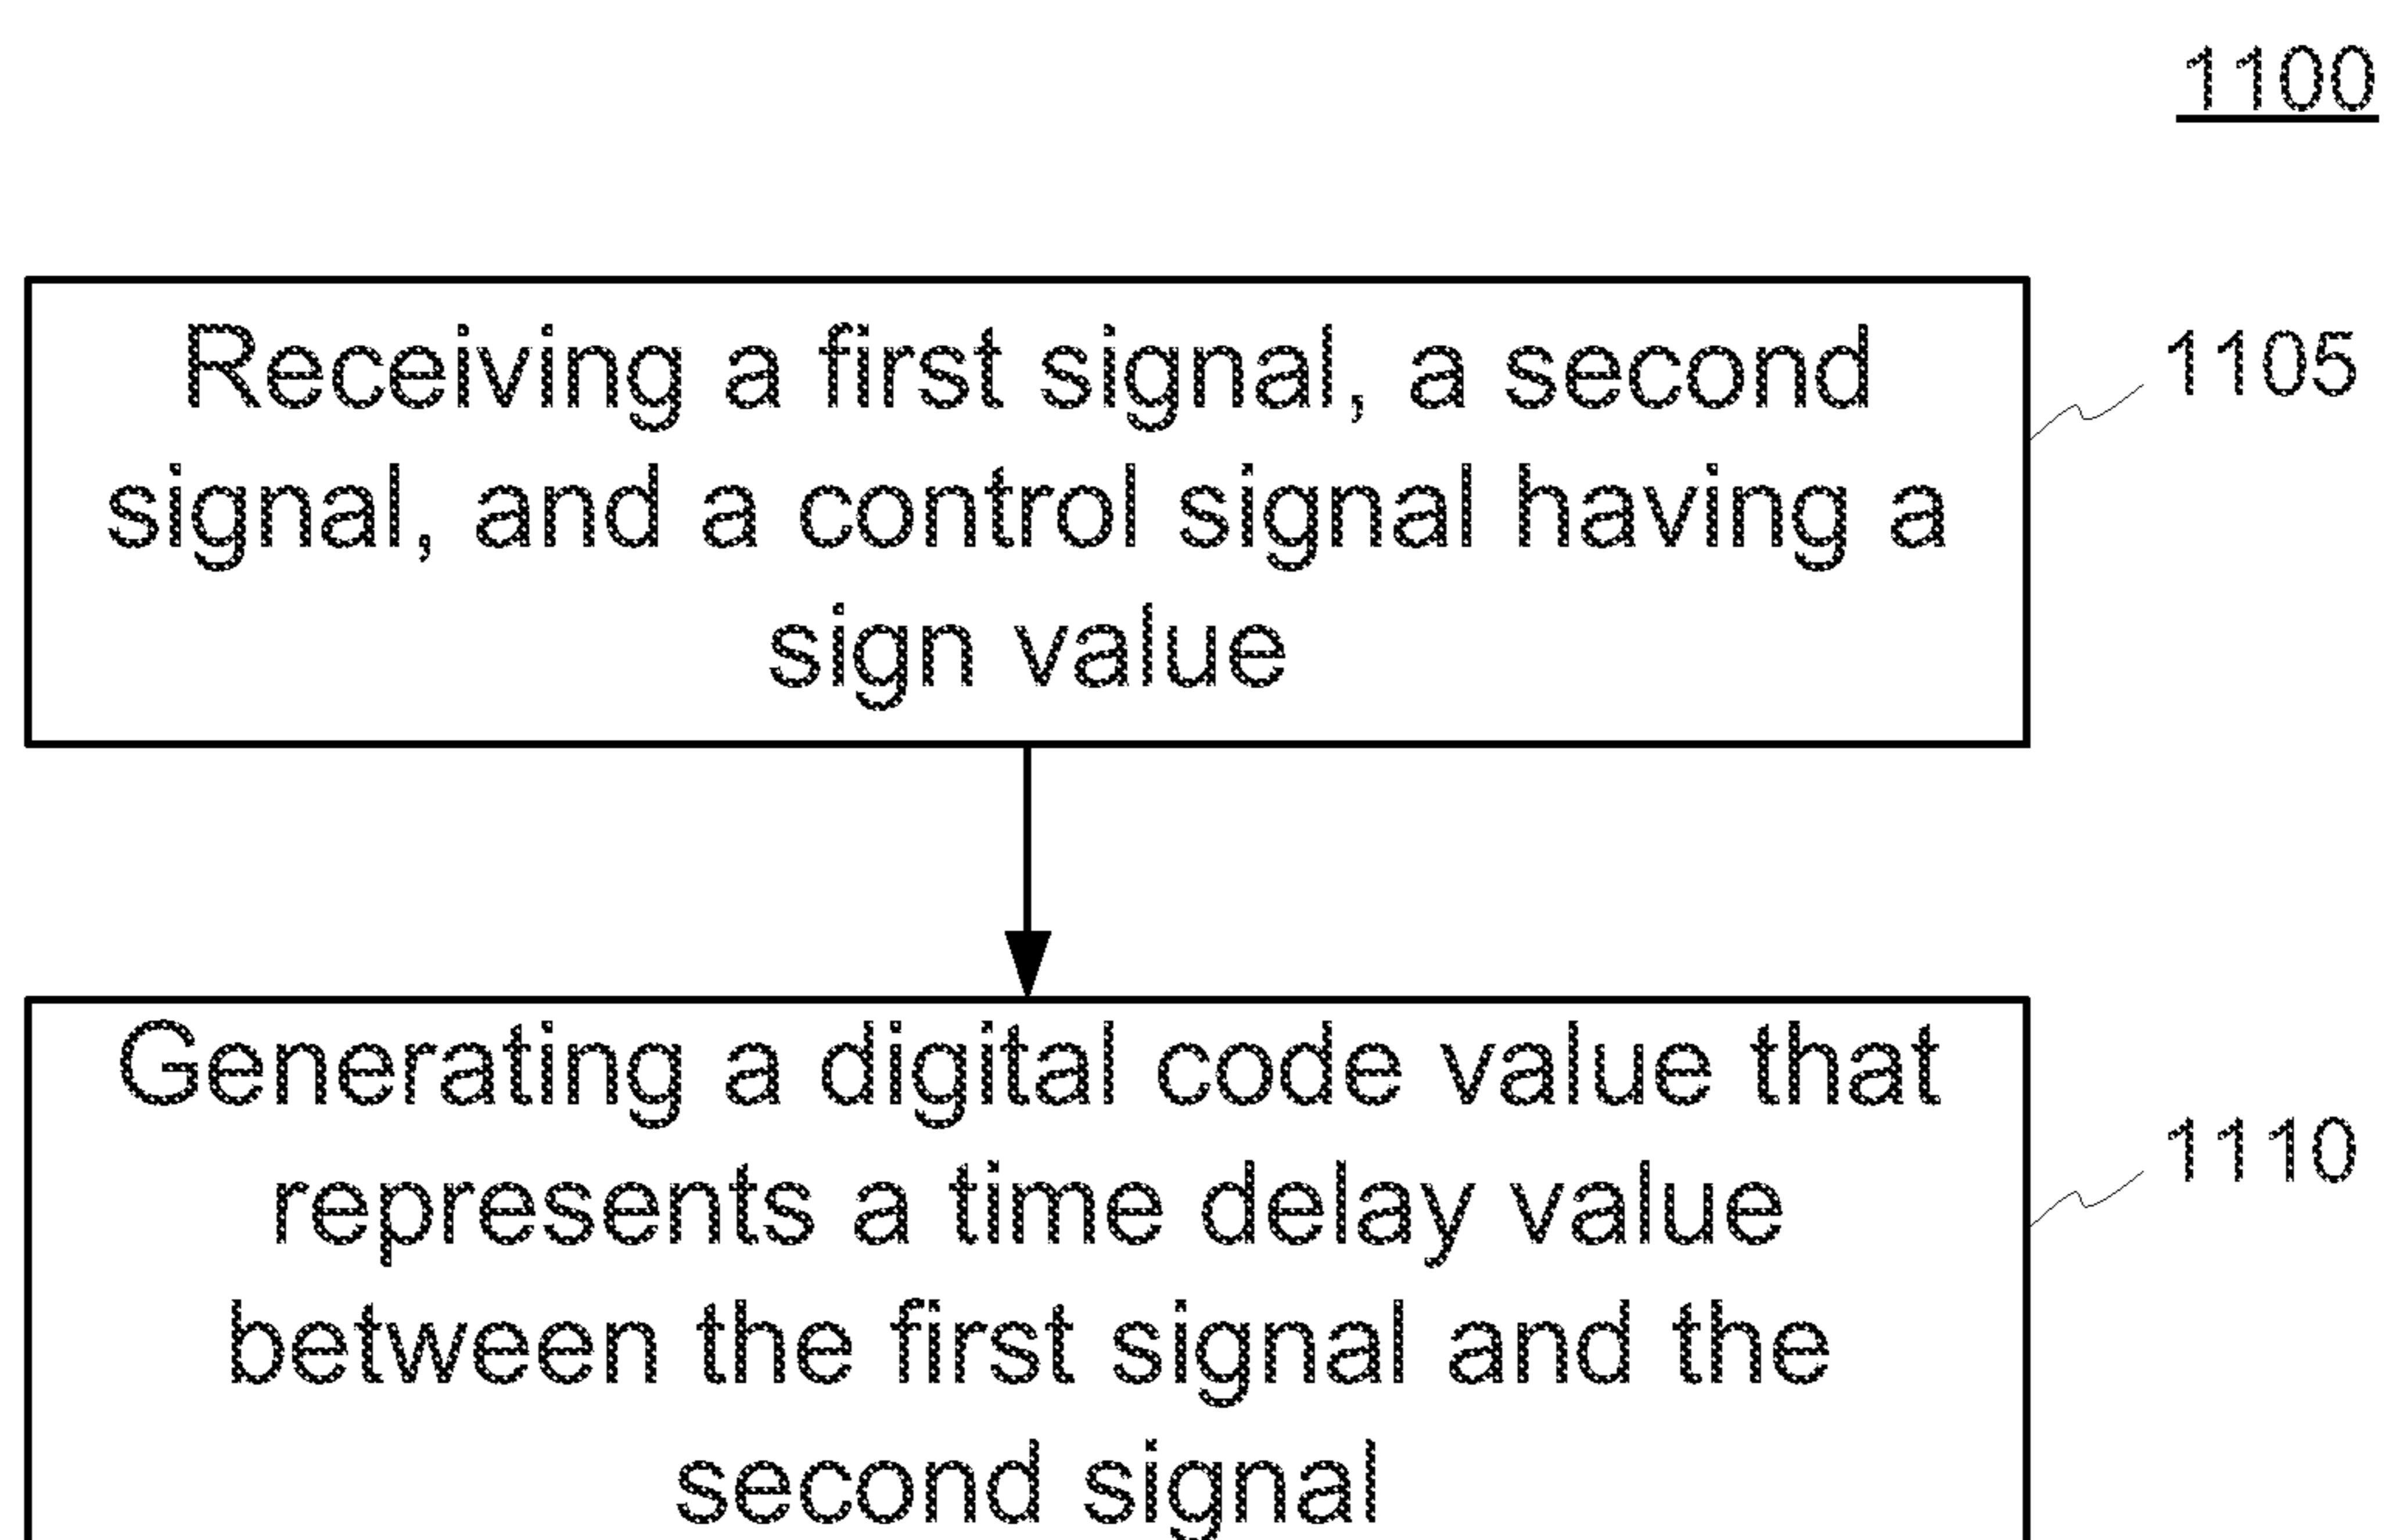 1100
Receiving a first signal, a second
signal, and a control signal having a
sign value
1105
Generating a digital code value that
represents a time delay value
between the first signal and the
second signal
1110